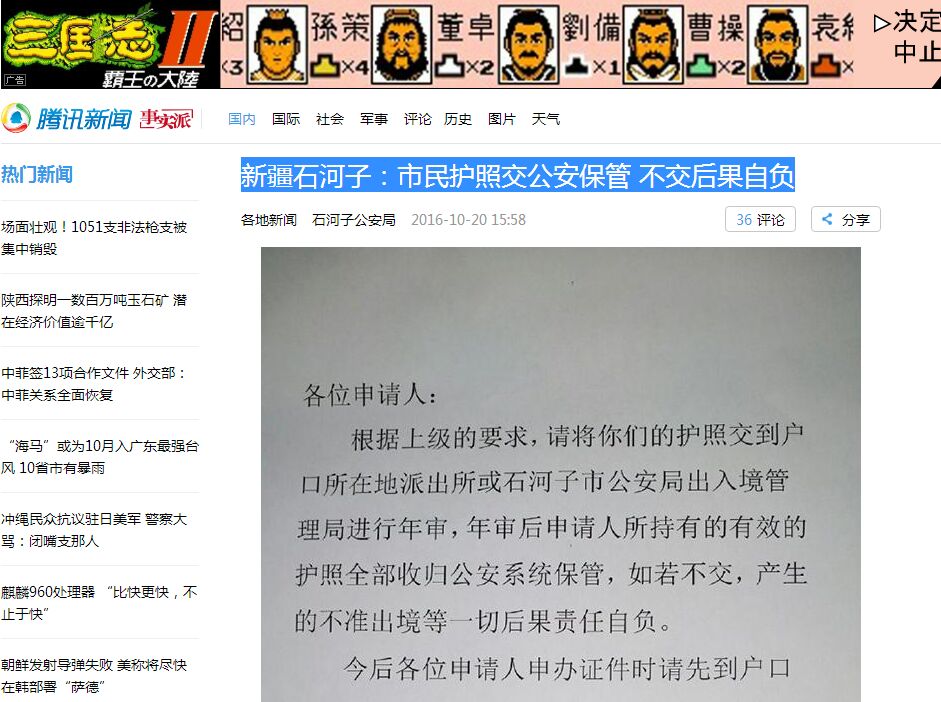 三国志II
霸王の大陸
广告
紹 孫策 董卓 劉備 曹操 袁
×3 ×4 ×2 ×1 ×2 ×
▷决定
中止
腾讯新闻 事实派
国内 国际 社会 军事 评论 历史 图片 天气
热门新闻
场面壮观！1051支非法枪支被
集中销毁
陕西探明一数百万吨玉石矿 潜
在经济价值逾千亿
中菲签13项合作文件 外交部：
中菲关系全面恢复
“海马”或为10月入广东最强台
风 10省市有暴雨
冲绳民众抗议驻日美军 警察大
骂：闭嘴支那人
麒麟960处理器 “比快更快，不
止于快”
朝鲜发射导弹失败 美称将尽快
在韩部署“萨德”
新疆石河子：市民护照交公安保管 不交后果自负
各地新闻 石河子公安局 2016-10-20 15:58
36 评论 分享
各位申请人：
根据上级的要求，请将你们的护照交到户
口所在地派出所或石河子市公安局出入境管
理局进行年审，年审后申请人所持有的有效的
护照全部收归公安系统保管，如若不交，产生
的不准出境等一切后果责任自负。
今后各位申请人申办证件时请先到户口